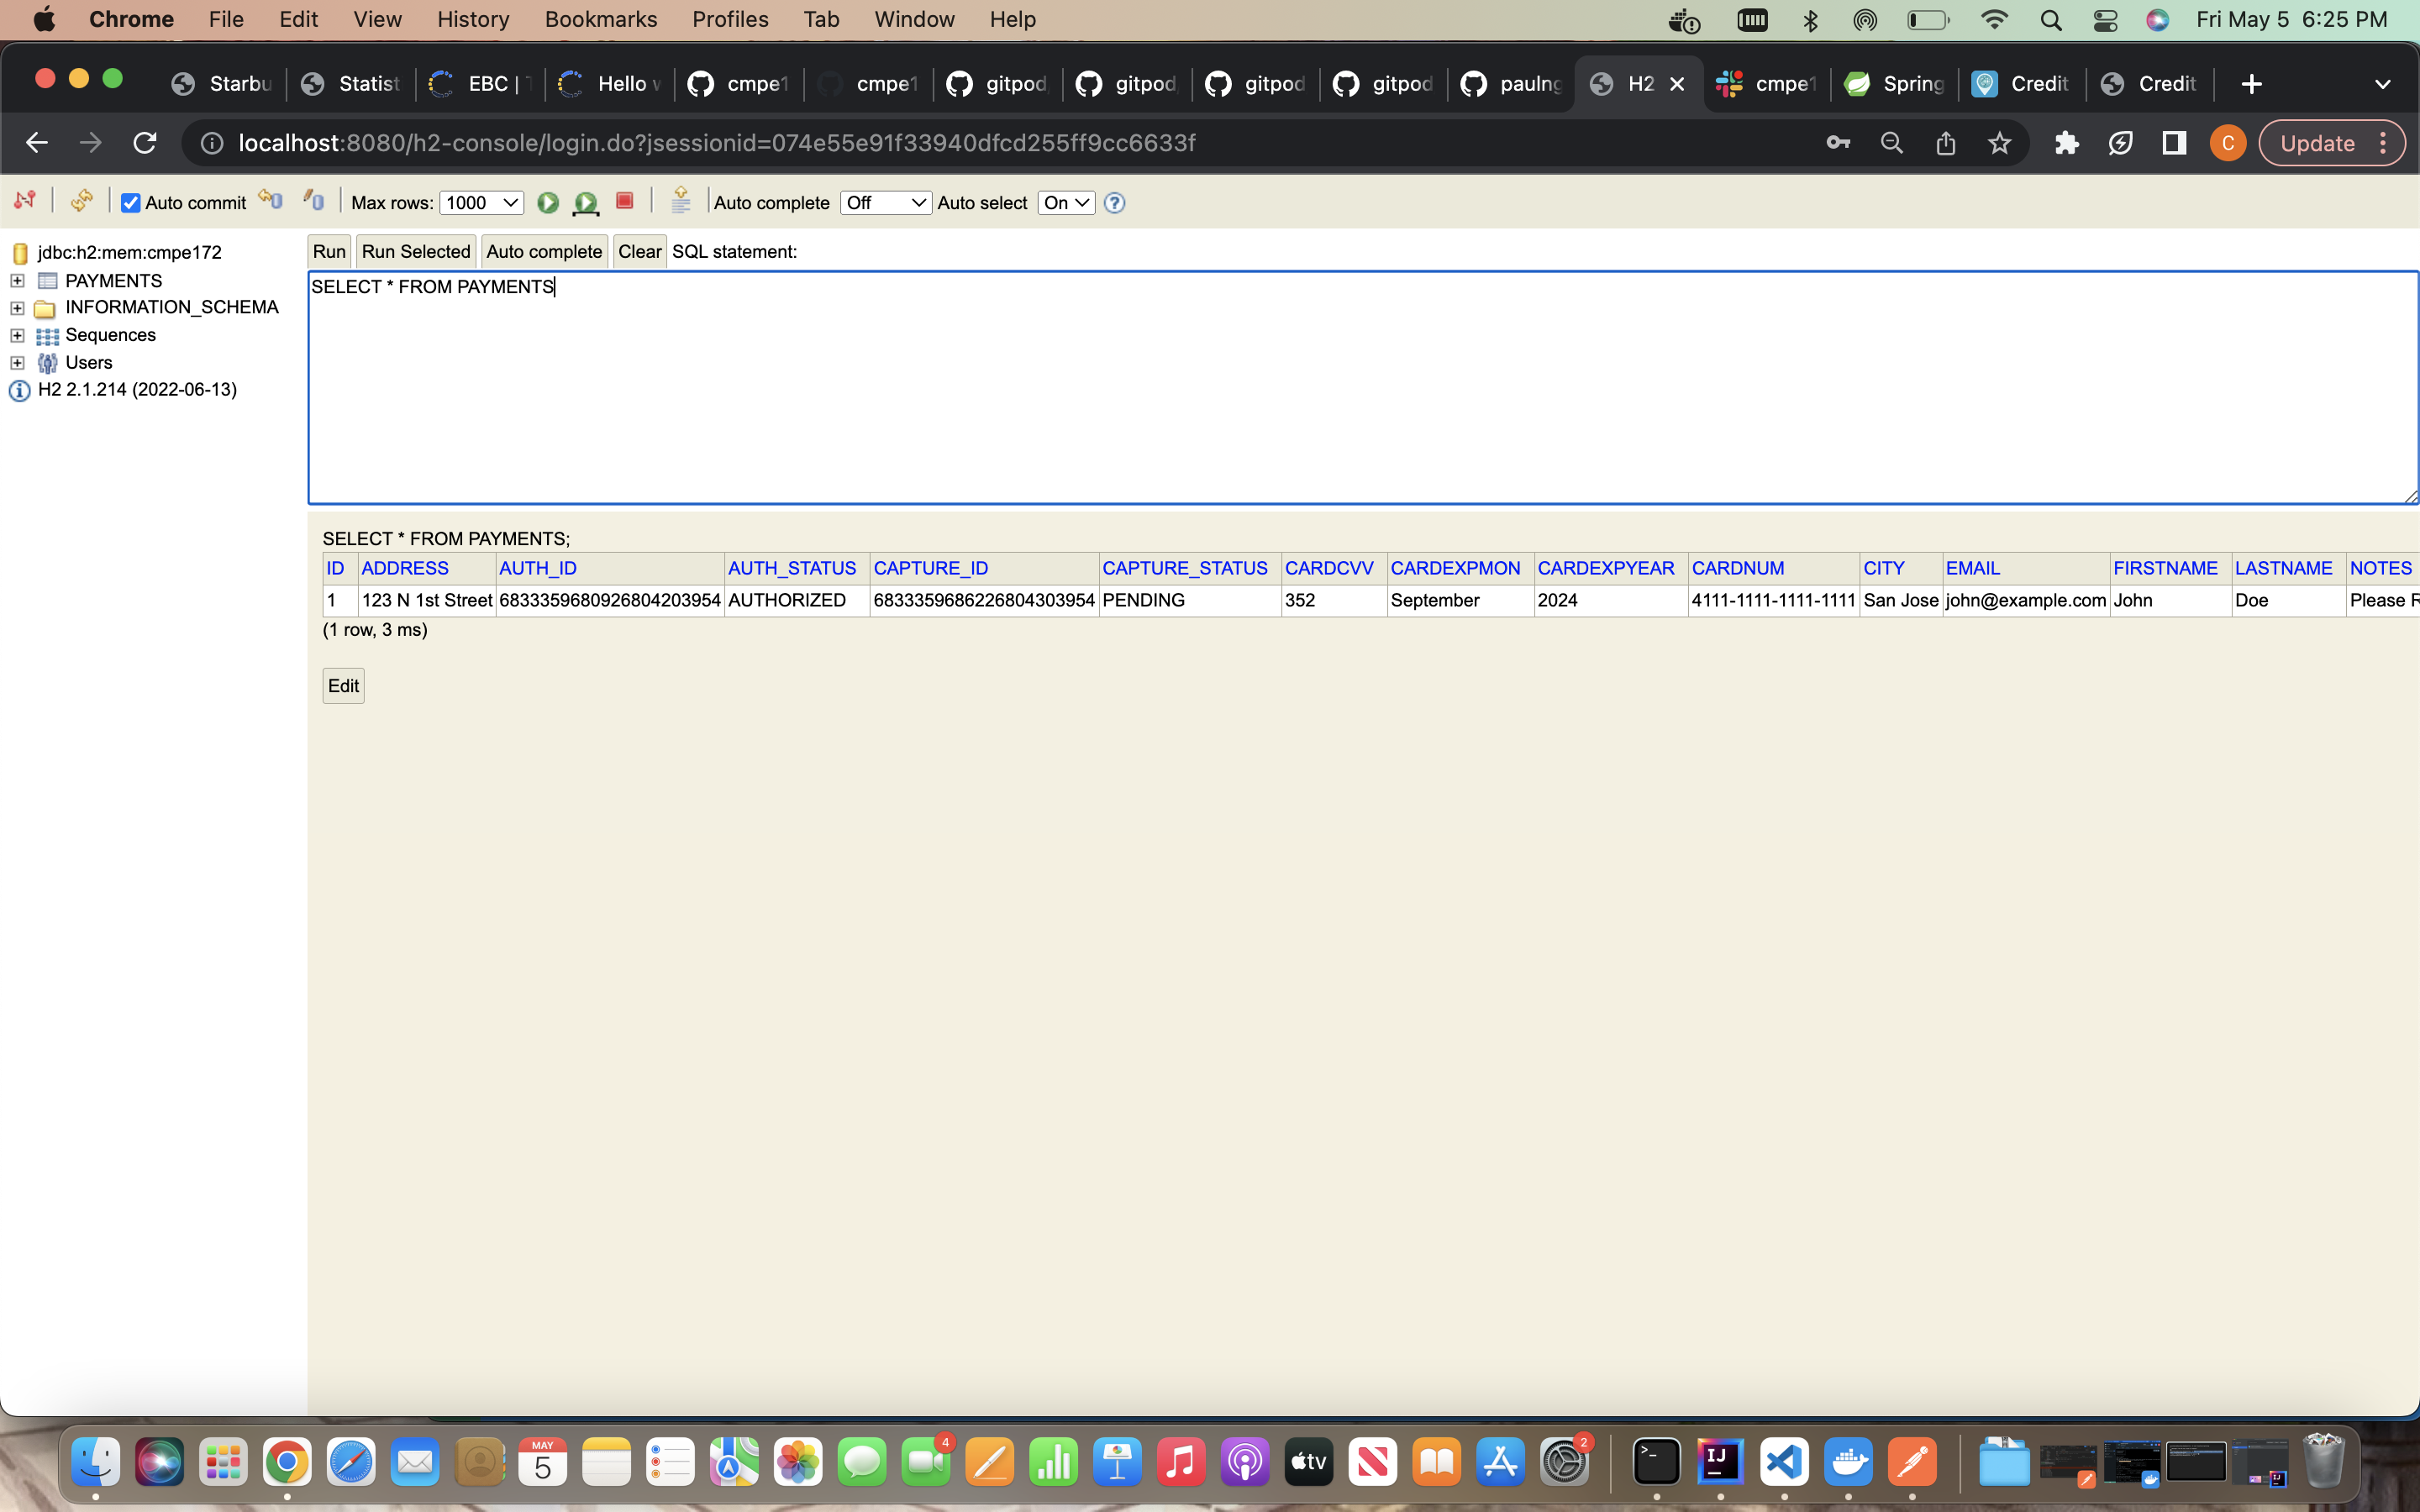 Chrome File Edit View History Bookmarks Profiles Tab Window Help Fri May 5 6:25 PM
Starbu Statist EBC | Hello cmpe1 cmpe1 gitpod gitpod gitpod gitpod paulng H2 cmpe1 Spring Credit Credit
localhost:8080/h2-console/login.do?jsessionid=074e55e91f33940dfcd255ff9cc6633f C Update
Auto commit Max rows: 1000 Auto complete Off Auto select On
jdbc:h2:mem:cmpe172
PAYMENTS
INFORMATION_SCHEMA
Sequences
Users
H2 2.1.214 (2022-06-13)
Run Run Selected Auto complete Clear SQL statement:
SELECT * FROM PAYMENTS
SELECT * FROM PAYMENTS;
ID ADDRESS AUTH_ID AUTH_STATUS CAPTURE_ID CAPTURE_STATUS CARDCVV CARDEXPMON CARDEXPYEAR CARDNUM CITY EMAIL FIRSTNAME LASTNAME NOTES
1 123 N 1st Street 6833359680926804203954 AUTHORIZED 6833359686226804303954 PENDING 352 September 2024 4111-1111-1111-1111 San Jose john@example.com John Doe Please R
(1 row, 3 ms)
Edit
MAY
5
4
tv
2
IJ